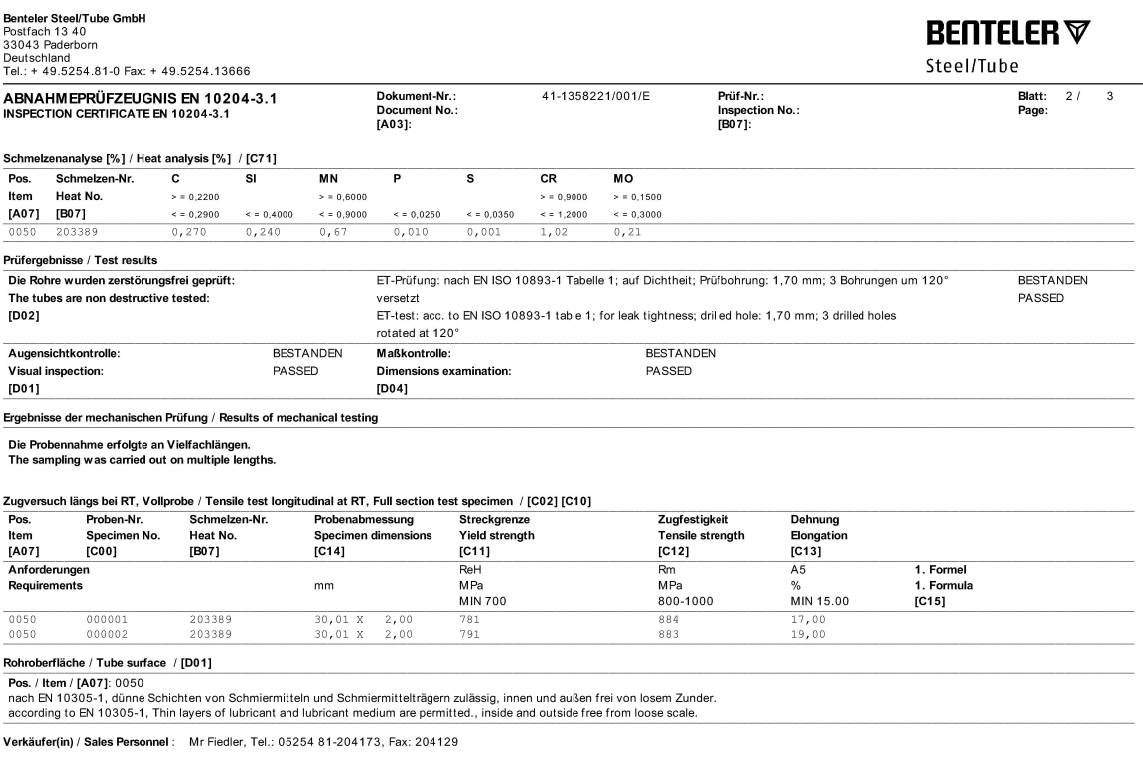 Benteler Steel/Tube GmbH
Postfach 13 40
33043 Paderborn
Deutschland
Tel.: + 49.5254.81-0 Fax: + 49.5254.13666
BENTELER
Steel/Tube
ABNAHMEPRÜFZEUGNIS EN 10204-3.1
INSPECTION CERTIFICATE EN 10204-3.1
Dokument-Nr.: 41-1358221/001/E
Document No.:
[A03]:
Prüf-Nr.:
Inspection No.:
[B07]:
Blatt: 2 / 3
Page:
Schmelzenanalyse [%] / Heat analysis [%] / [C71]
Pos. Schmelzen-Nr. C SI MN P S CR MO
Item Heat No. > = 0,2200 > = 0,6000 > = 0,9000 > = 0,1500
[A07] [B07] < = 0,2900 < = 0,4000 < = 0,9000 < = 0,0250 < = 0,0350 < = 1,2000 < = 0,3000
0050 203389 0,270 0,240 0,67 0,010 0,001 1,02 0,21
Prüfergebnisse / Test results
Die Rohre wurden zerstörungsfrei geprüft: ET-Prüfung: nach EN ISO 10893-1 Tabelle 1; auf Dichtheit; Prüfbohrung: 1,70 mm; 3 Bohrungen um 120° BESTANDEN
The tubes are non destructive tested: versetzt PASSED
[D02] ET-test: acc. to EN ISO 10893-1 table 1; for leak tightness; drilled hole: 1,70 mm; 3 drilled holes
rotated at 120°
Augensichtkontrolle: BESTANDEN Maßkontrolle: BESTANDEN
Visual inspection: PASSED Dimensions examination: PASSED
[D01] [D04]
Ergebnisse der mechanischen Prüfung / Results of mechanical testing
Die Probennahme erfolgte an Vielfachlängen.
The sampling was carried out on multiple lengths.
Zugversuch längs bei RT, Vollprobe / Tensile test longitudinal at RT, Full section test specimen / [C02] [C10]
Pos. Proben-Nr. Schmelzen-Nr. Probenabmessung Streckgrenze Zugfestigkeit Dehnung
Item Specimen No. Heat No. Specimen dimensions Yield strength Tensile strength Elongation
[A07] [C00] [B07] [C14] [C11] [C12] [C13]
Anforderungen ReH Rm A5 1. Formel
Requirements mm MPa MPa % 1. Formula
MIN 700 800-1000 MIN 15.00 [C15]
0050 000001 203389 30,01 X 2,00 781 884 17,00
0050 000002 203389 30,01 X 2,00 791 883 19,00
Rohroberfläche / Tube surface / [D01]
Pos. / Item / [A07]: 0050
nach EN 10305-1, dünne Schichten von Schmiermitteln und Schmiermittelträgern zulässig, innen und außen frei von losem Zunder.
according to EN 10305-1, Thin layers of lubricant and lubricant medium are permitted., inside and outside free from loose scale.
Verkäufer(in) / Sales Personnel : Mr Fiedler, Tel.: 05254 81-204173, Fax: 204129